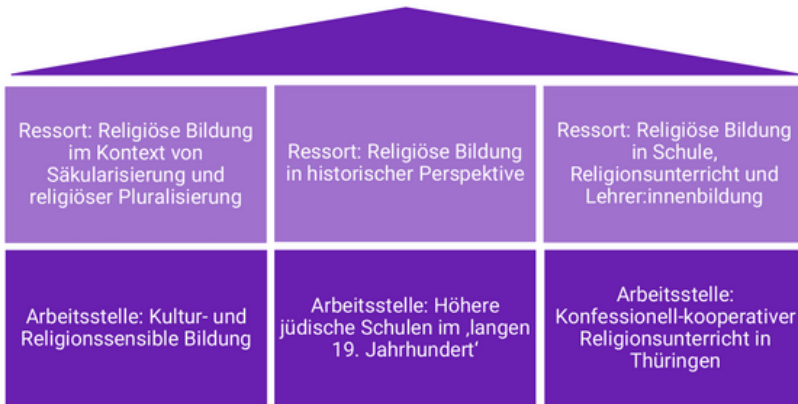 Ressort: Religiöse Bildung
im Kontext von
Säkularisierung und
religiöser Pluralisierung
Ressort: Religiöse Bildung
in historischer Perspektive
Ressort: Religiöse Bildung
in Schule,
Religionsunterricht und
Lehrer:innenbildung
Arbeitsstelle: Kultur- und
Religionssensible Bildung
Arbeitsstelle: Höhere
jüdische Schulen im ‚langen
19. Jahrhundert‘
Arbeitsstelle:
Konfessionell-kooperativer
Religionsunterricht in
Thüringen